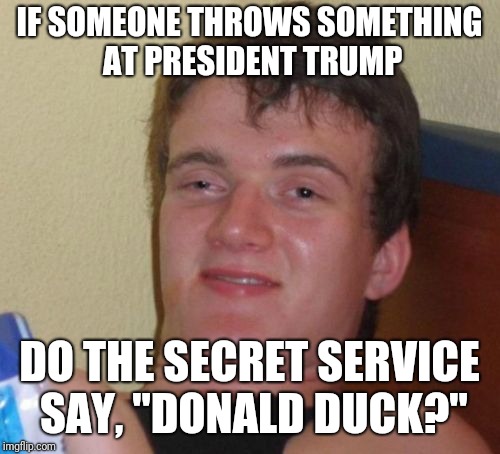 IF SOMEONE THROWS SOMETHING
AT PRESIDENT TRUMP
DO THE SECRET SERVICE
SAY, "DONALD DUCK?"
imgflip.com